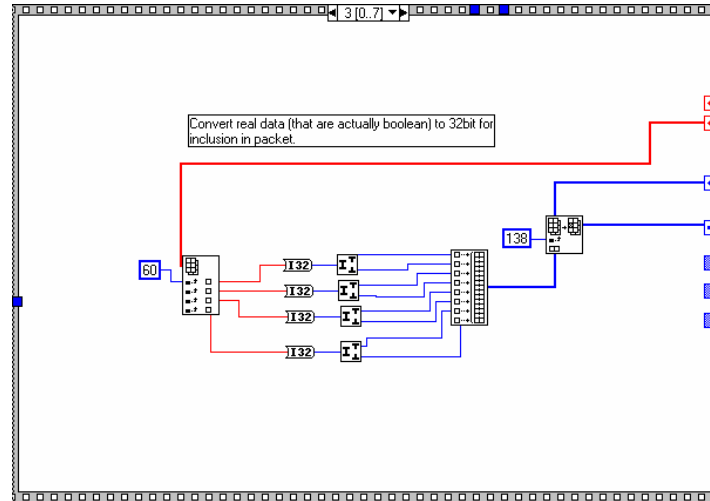 3 [0..7]
Convert real data (that are actually boolean) to 32bit for
inclusion in packet.
138
60
I32
I32
I32
I32